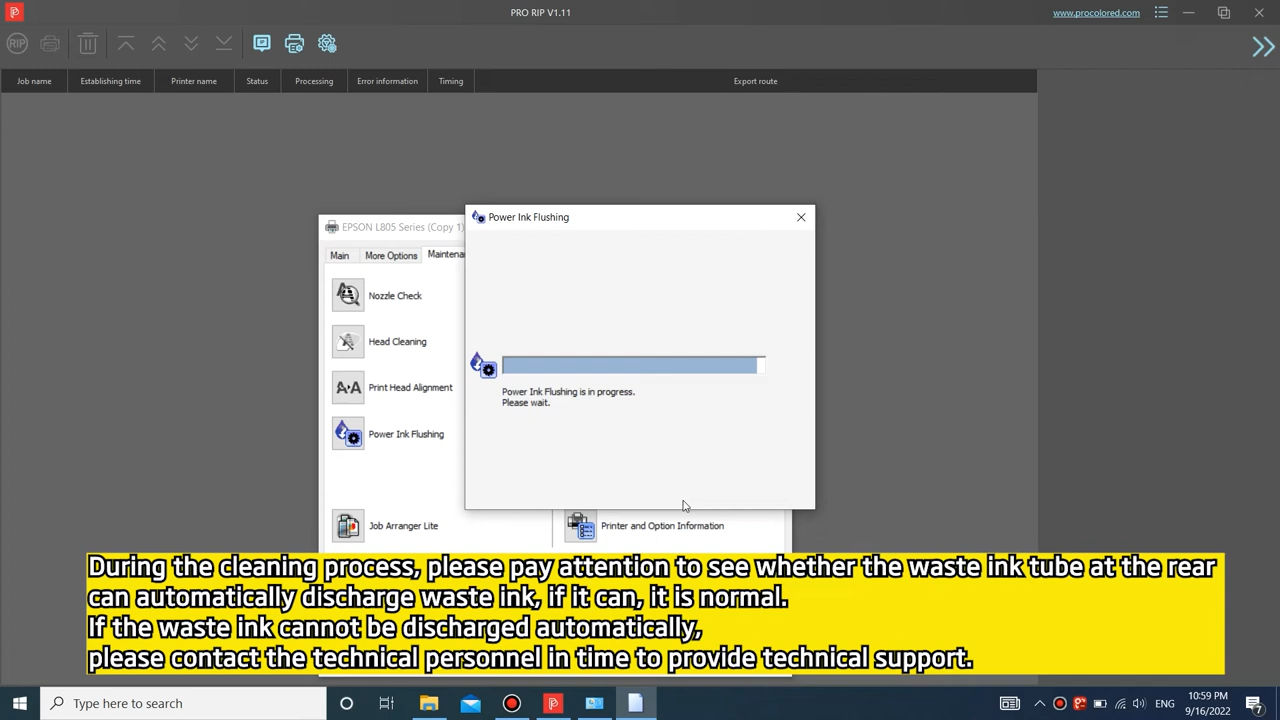 PRO RIP V1.11
www.procolored.com
RIP
Job name
Establishing time
Printer name
Status
Processing
Error information
Timing
Export route
EPSON L805 Series (Copy 1)
Main
More Options
Maintenan
Nozzle Check
Head Cleaning
Print Head Alignment
Power Ink Flushing
Job Arranger Lite
Printer and Option Information
Power Ink Flushing
Power Ink Flushing is in progress.
Please wait.
During the cleaning process, please pay attention to see whether the waste ink tube at the rear
can automatically discharge waste ink, if it can, it is normal.
If the waste ink cannot be discharged automatically,
please contact the technical personnel in time to provide technical support.
Type here to search
ENG
10:59 PM
9/16/2022
7